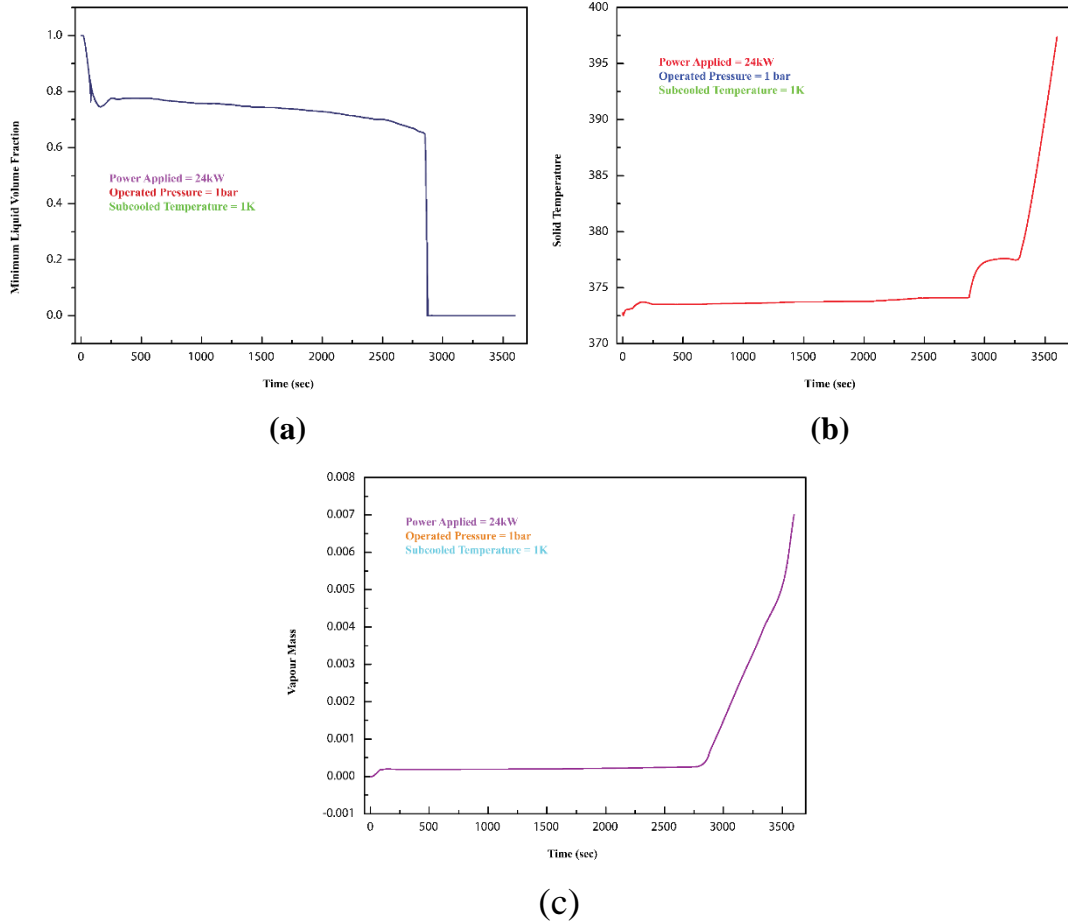 1.0
0.8
0.6
0.4
0.2
0.0
Minimum Liquid Volume Fraction
Power Applied = 24kW
Operated Pressure = 1bar
Subcooled Temperature = 1K
0 500 1000 1500 2000 2500 3000 3500
Time (sec)
(a)
400
395
390
385
380
375
370
Solid Temperature
Power Applied = 24kW
Operated Pressure = 1 bar
Subcooled Temperature = 1K
0 500 1000 1500 2000 2500 3000 3500
Time (sec)
(b)
0.008
0.007
0.006
0.005
0.004
0.003
0.002
0.001
0.000
-0.001
Vapour Mass
Power Applied = 24kW
Operated Pressure = 1bar
Subcooled Temperature = 1K
0 500 1000 1500 2000 2500 3000 3500
Time (sec)
(c)